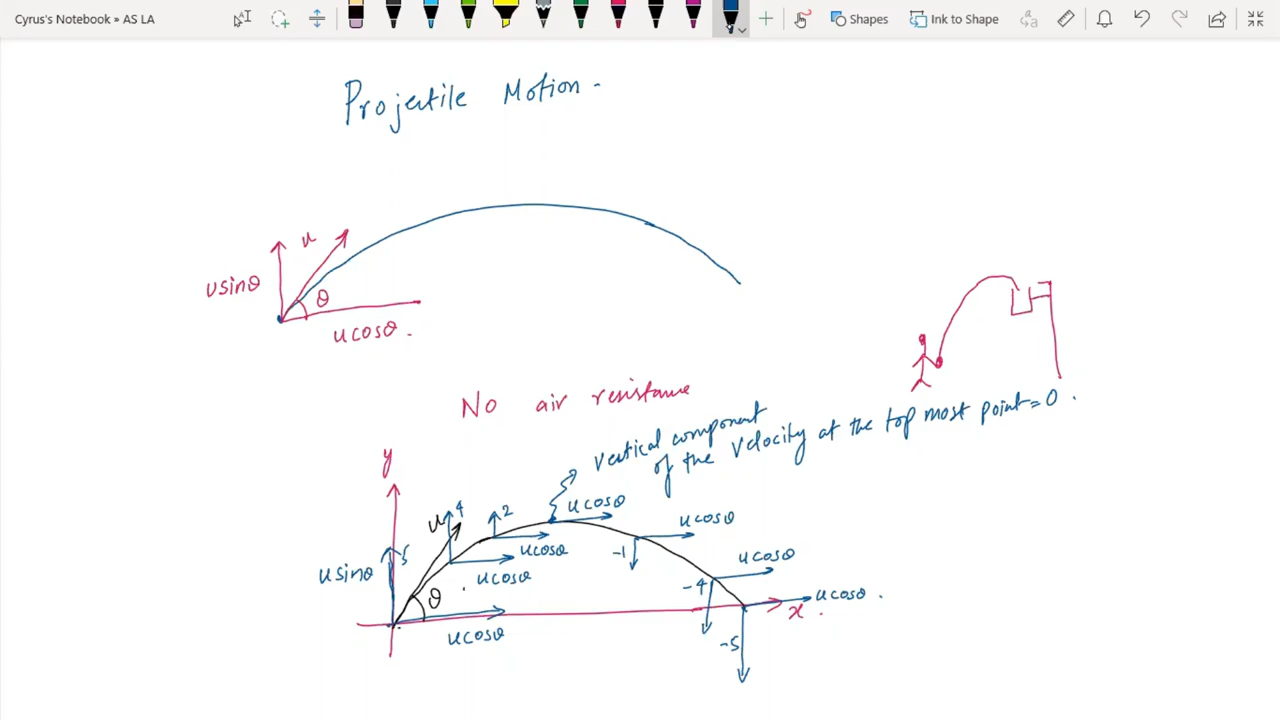 Cyrus's Notebook » AS LA
Shapes
Ink to Shape
Projectile Motion.
u
usinθ
θ
ucosθ.
No air resistance
vertical component
of the velocity at the top most point=0.
y
u
4
2
ucosθ
ucosθ
usinθ
5
ucosθ
-1
ucosθ
-4
ucosθ
θ
ucosθ.
x.
ucosθ
-5